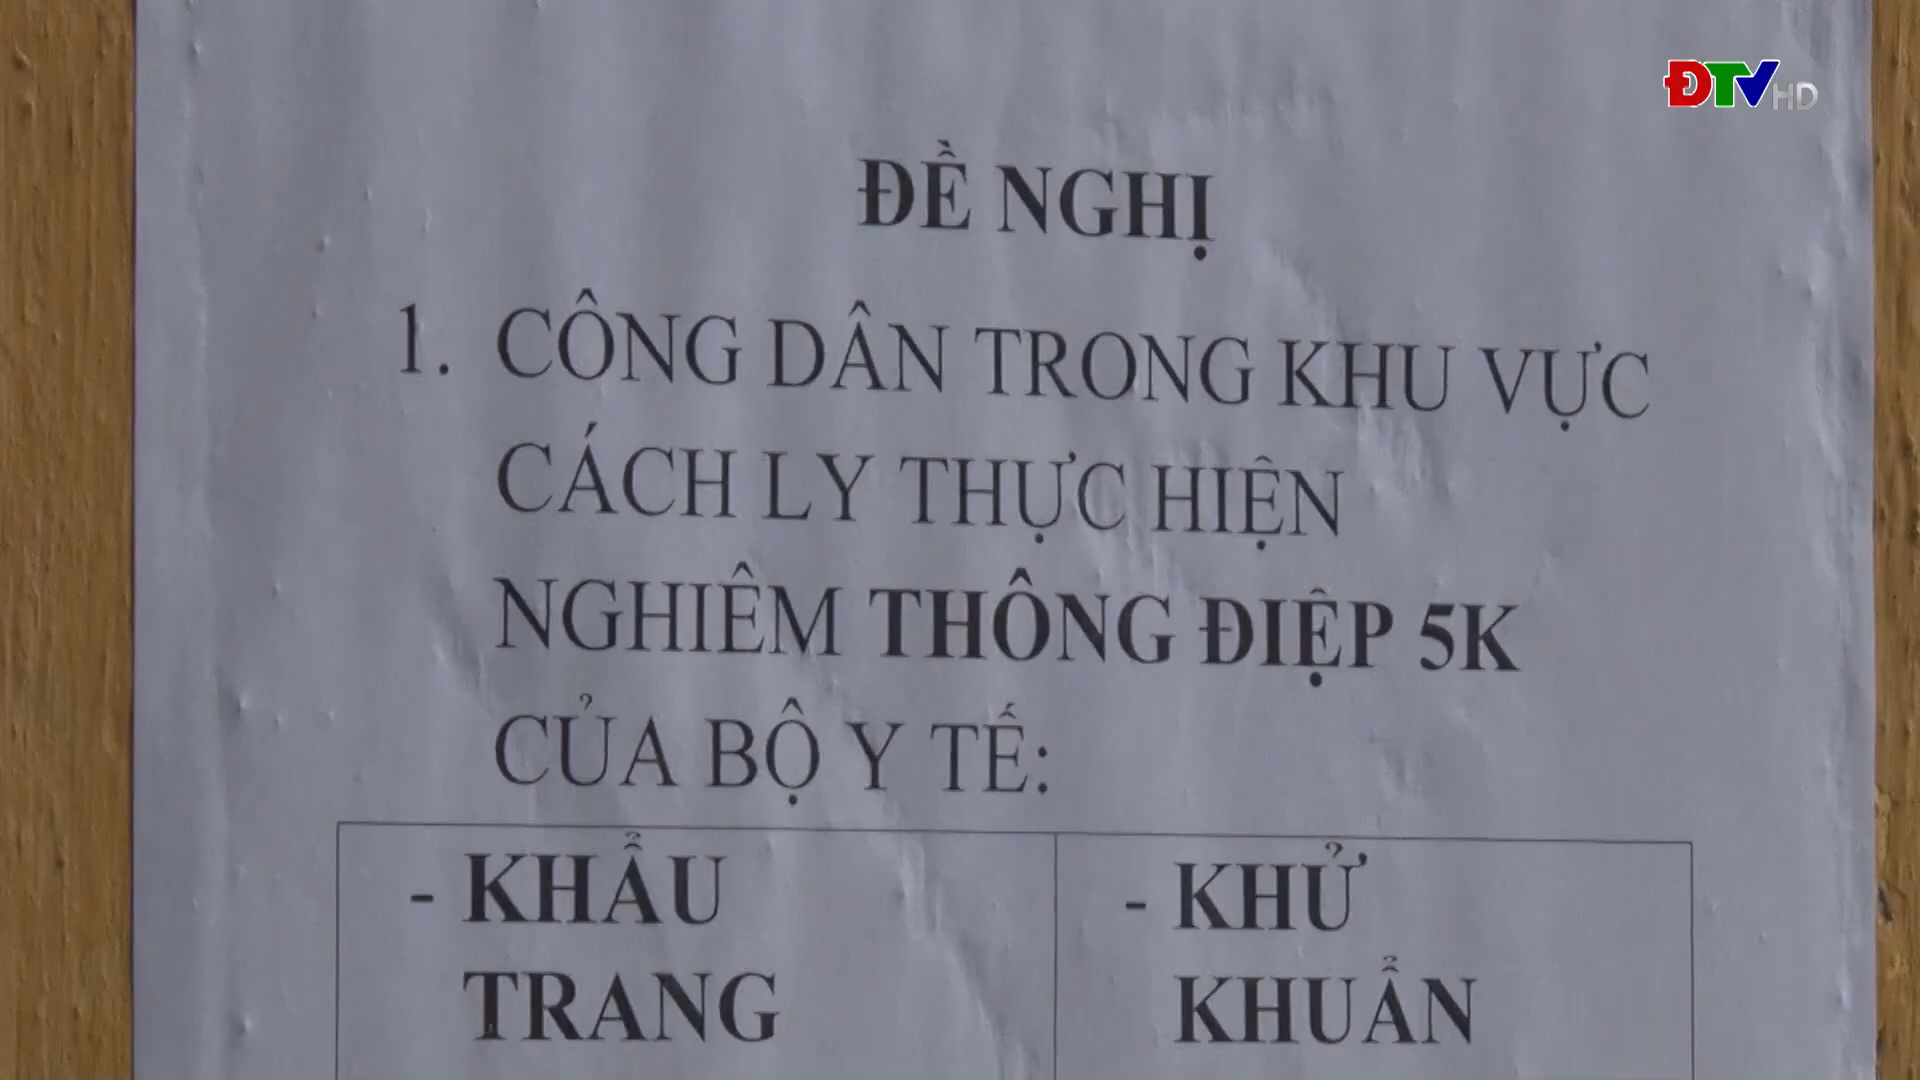 ĐTV HD
ĐỀ NGHỊ
1. CÔNG DÂN TRONG KHU VỰC
CÁCH LY THỰC HIỆN
NGHIÊM THÔNG ĐIỆP 5K
CỦA BỘ Y TẾ:
- KHẨU - KHỬ
TRANG KHUẨN